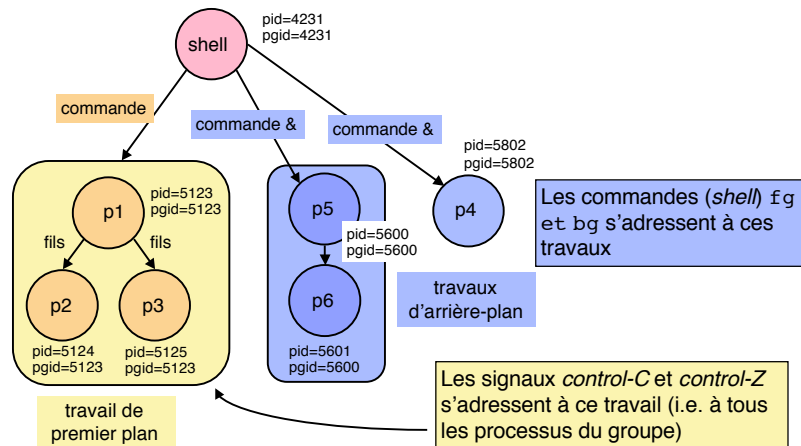 pid=4231
pgid=4231
shell
commande
commande &
commande &
pid=5802
pgid=5802
p1
pid=5123
pgid=5123
fils
fils
p2
p3
pid=5124
pgid=5123
pid=5125
pgid=5123
travail de
premier plan
p5
pid=5600
pgid=5600
p6
pid=5601
pgid=5600
p4
travaux
d'arrière-plan
Les commandes (shell) fg
et bg s'adressent à ces
travaux
Les signaux control-C et control-Z
s'adressent à ce travail (i.e. à tous
les processus du groupe)